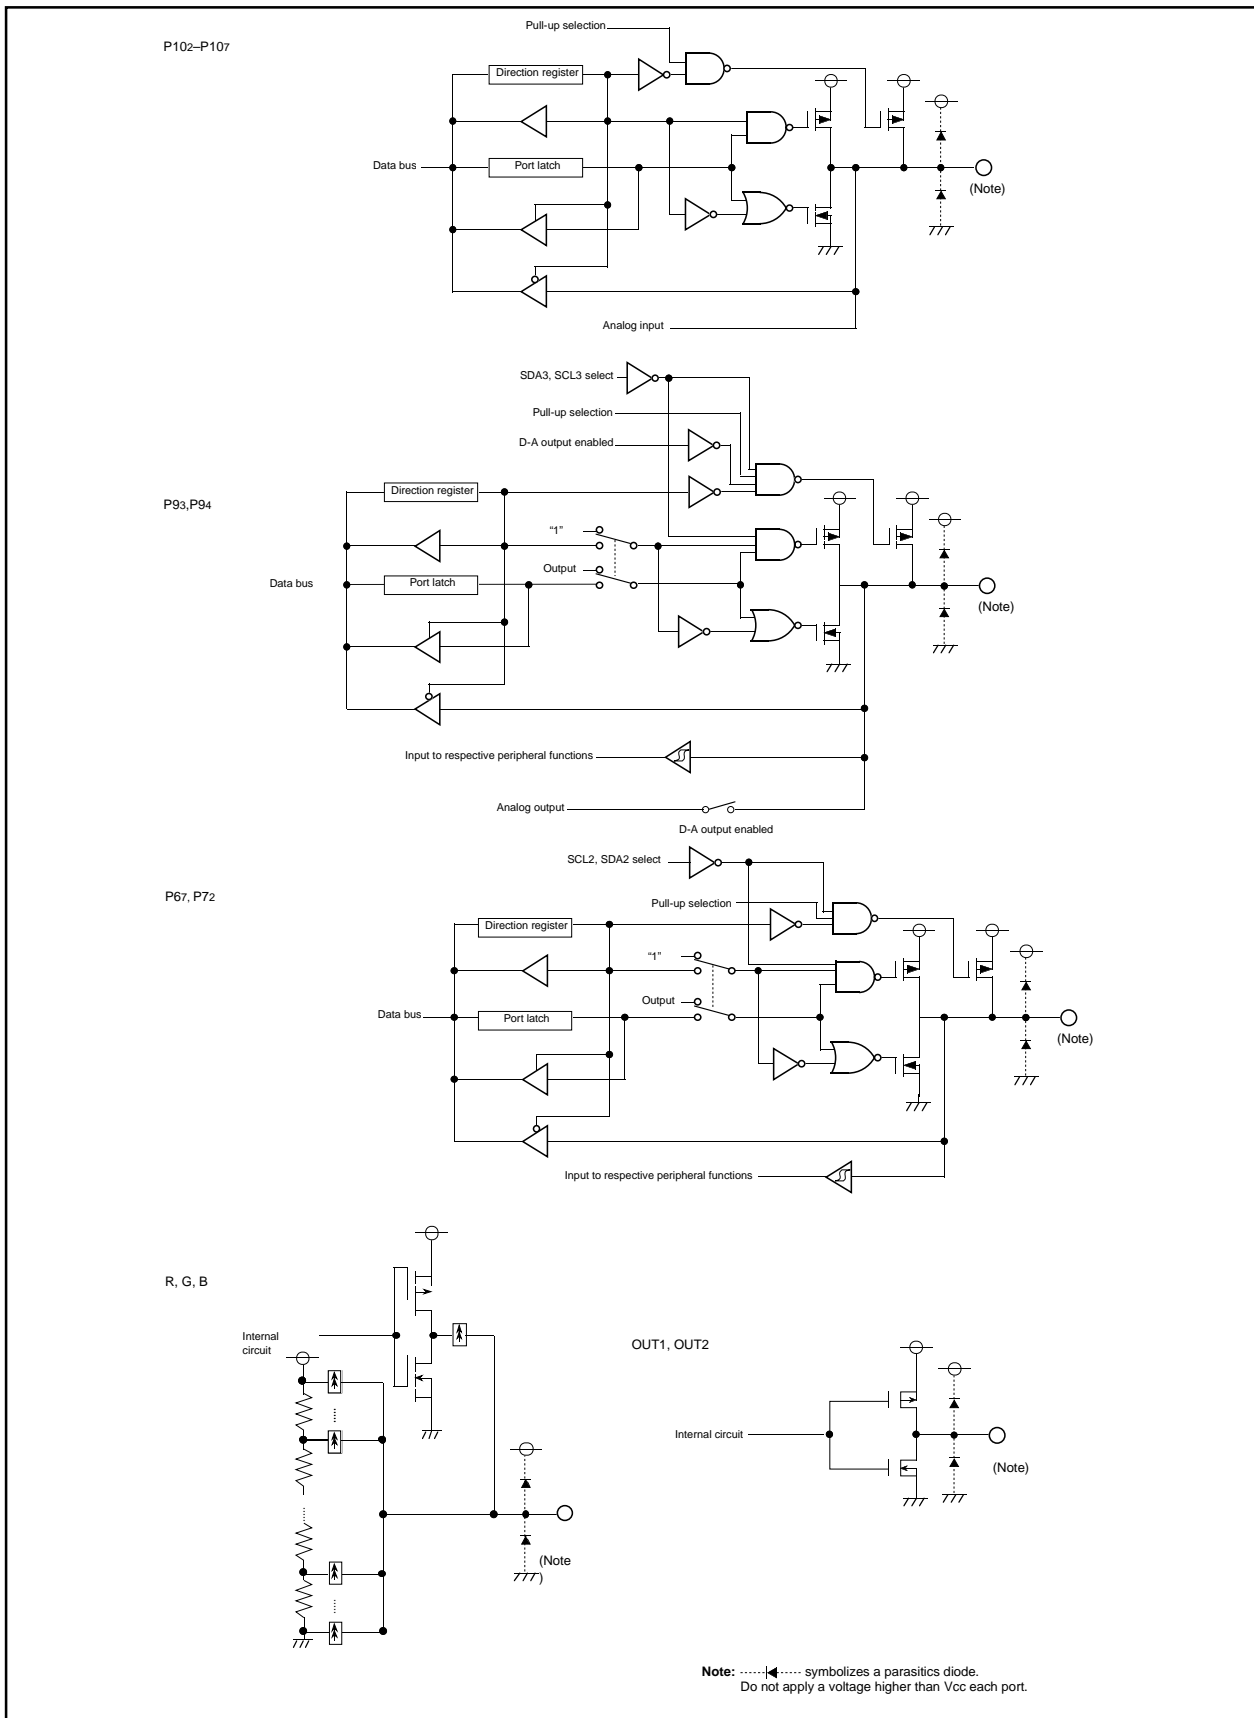 Pull-up selection
P102–P107
Direction register
Data bus
Port latch
(Note)
Analog input
SDA3, SCL3 select
Pull-up selection
D-A output enabled
P93,P94
Direction register
“1”
Output
Data bus
Port latch
(Note)
Input to respective peripheral functions
Analog output
D-A output enabled
SCL2, SDA2 select
P67, P72
Pull-up selection
Direction register
“1”
Output
Data bus
Port latch
(Note)
Input to respective peripheral functions
R, G, B
Internal
circuit
(Note
)
OUT1, OUT2
Internal circuit
(Note)
Note: symbolizes a parasitics diode.
Do not apply a voltage higher than Vcc each port.